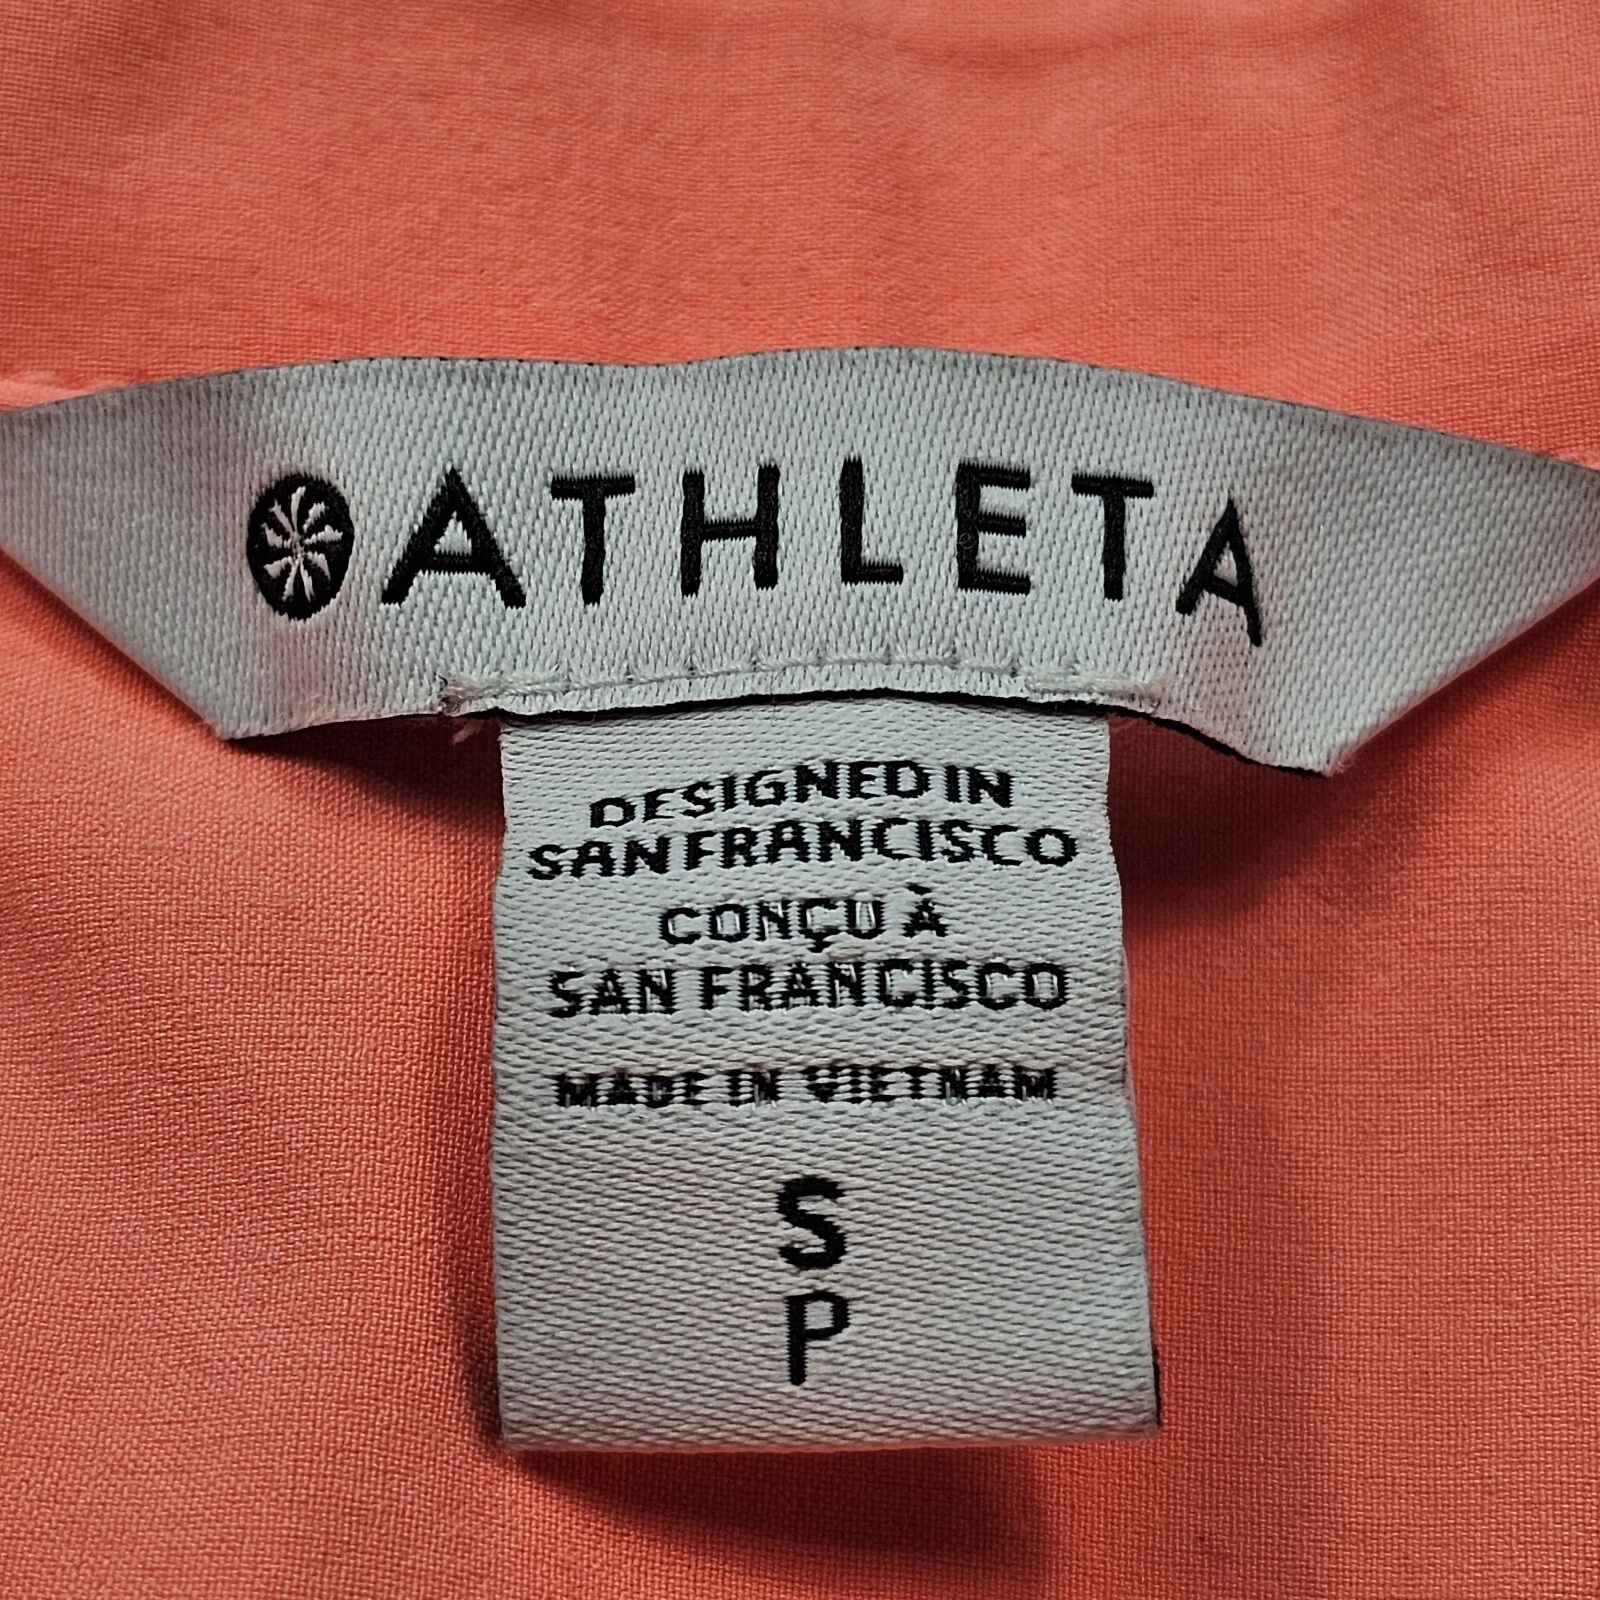 ATHLETA
DESIGNED IN
SAN FRANCISCO
CONÇU À
SAN FRANCISCO
MADE IN VIETNAM
S
P